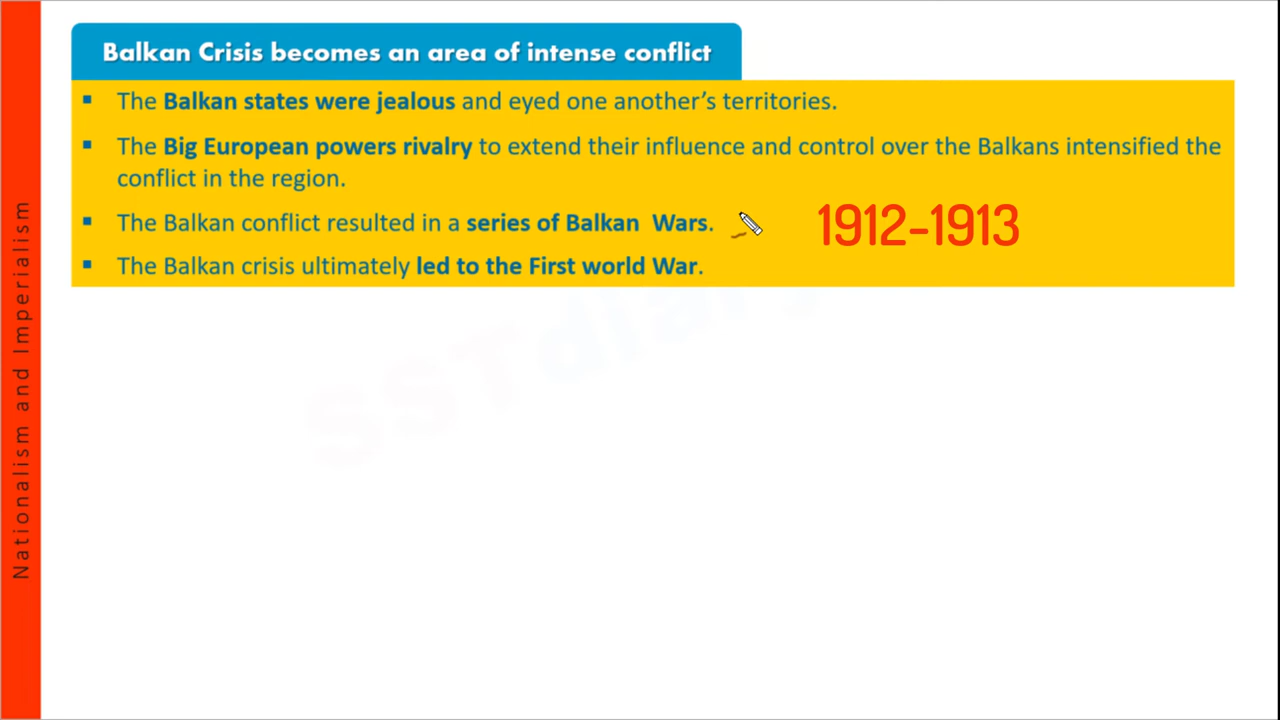 Nationalism and Imperialism
Balkan Crisis becomes an area of intense conflict
▪ The Balkan states were jealous and eyed one another’s territories.
▪ The Big European powers rivalry to extend their influence and control over the Balkans intensified the
conflict in the region.
▪ The Balkan conflict resulted in a series of Balkan Wars. 1912-1913
▪ The Balkan crisis ultimately led to the First world War.
SSTdiary